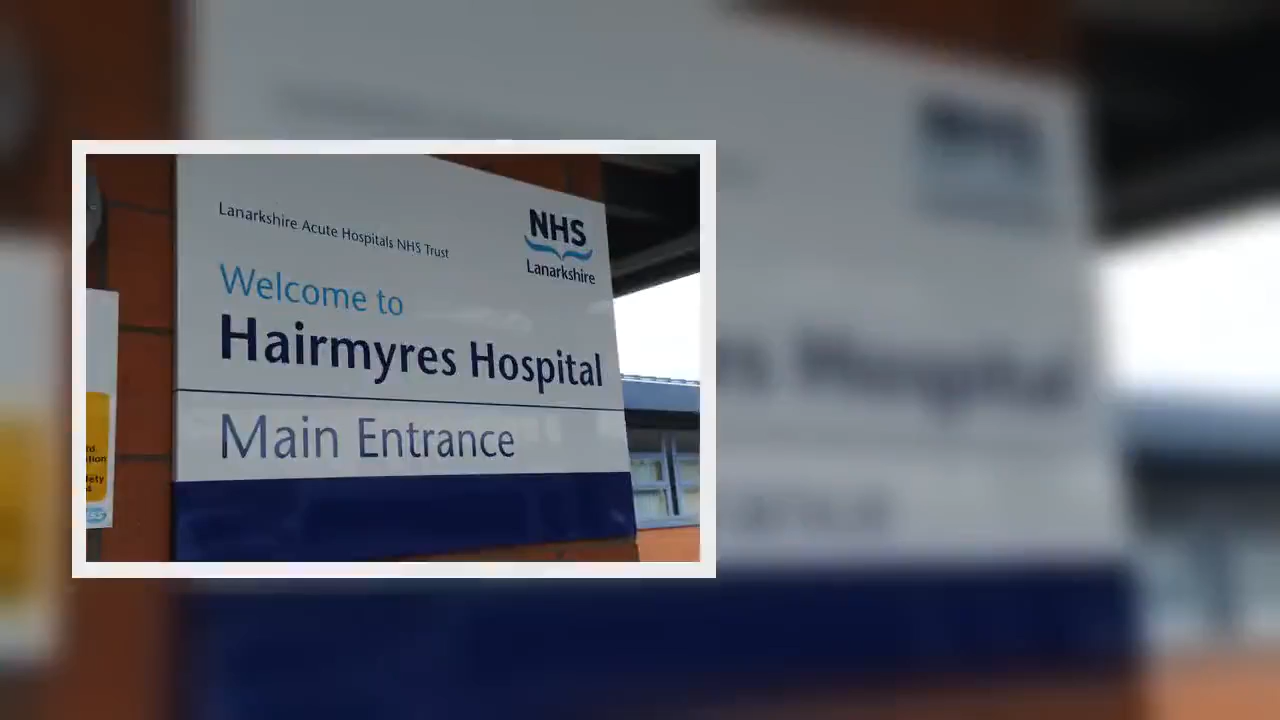 Lanarkshire Acute Hospitals NHS Trust
NHS
Lanarkshire
Welcome to
Hairmyres Hospital
Main Entrance